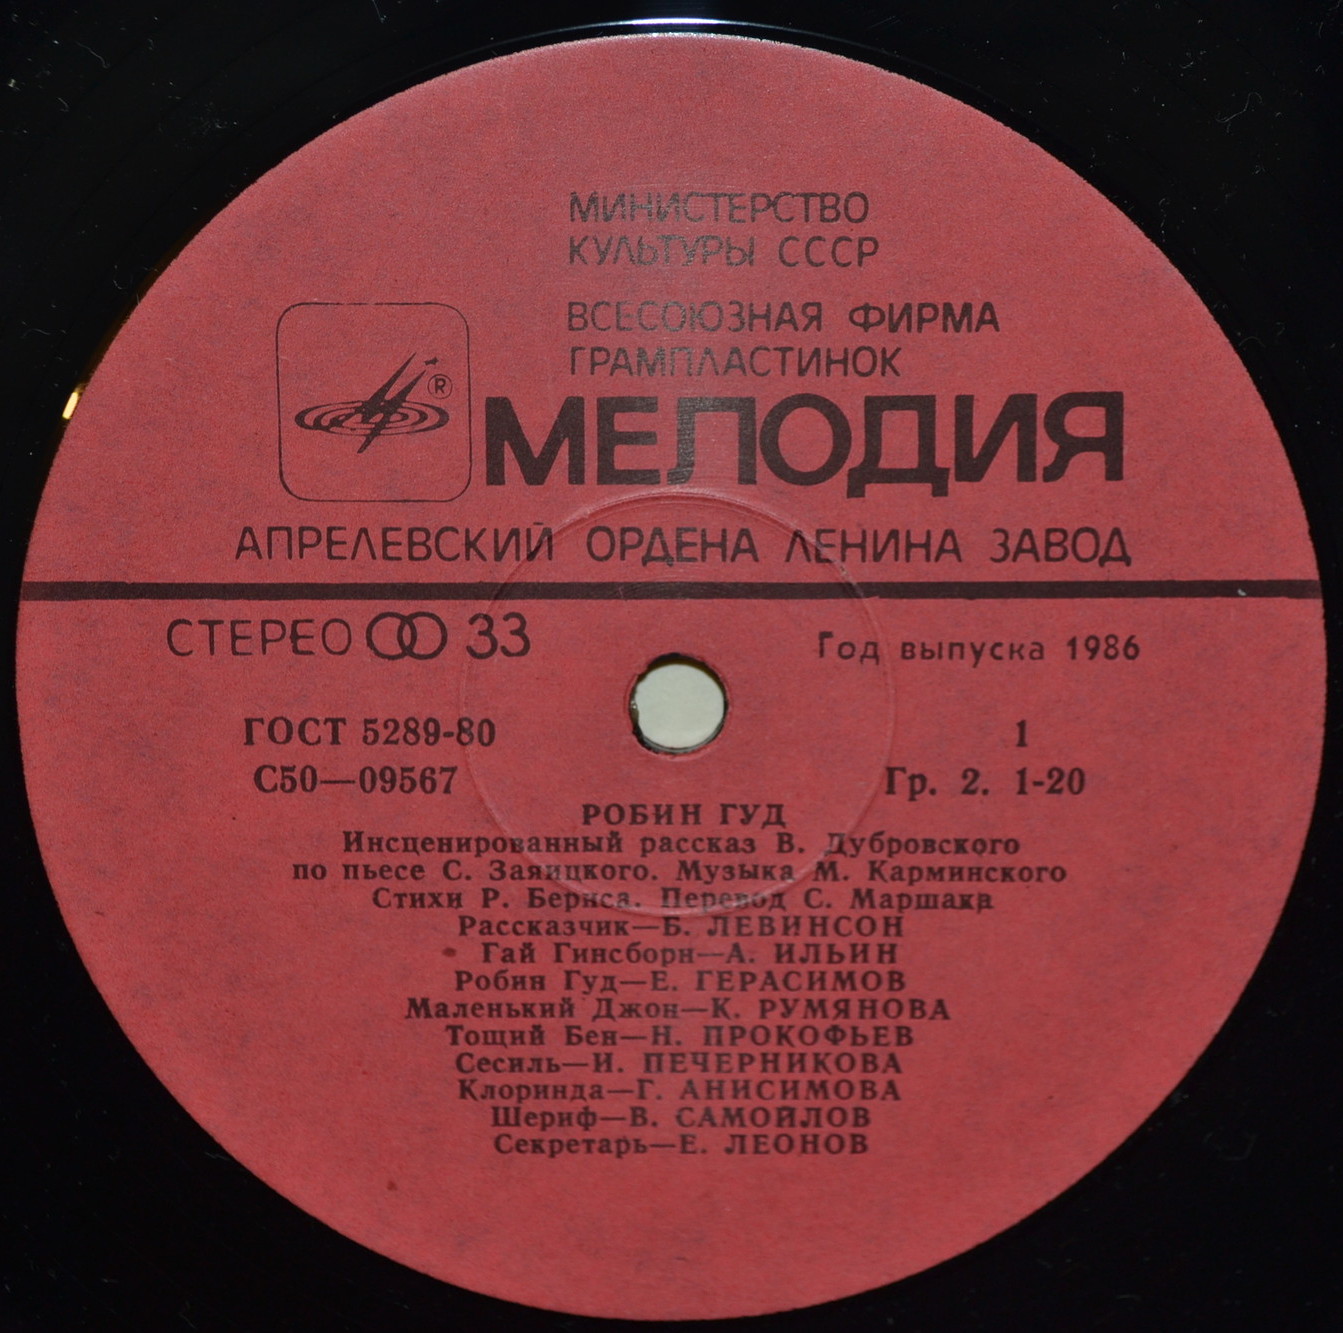 МИНИСТЕРСТВО
КУЛЬТУРЫ СССР
ВСЕСОЮЗНАЯ ФИРМА
ГРАМПЛАСТИНОК
®
МЕЛОДИЯ
АПРЕЛЕВСКИЙ ОРДЕНА ЛЕНИНА ЗАВОД
СТЕРЕО 33
Год выпуска 1986
ГОСТ 5289-80
1
С50—09567
Гр. 2. 1-20
РОБИН ГУД
Инсценированный рассказ В. Дубровского
по пьесе С. Заяицкого. Музыка М. Карминского
Стихи Р. Бернса. Перевод С. Маршака
Рассказчик—Б. ЛЕВИНСОН
Гай Гинсборн—А. ИЛЬИН
Робин Гуд—Е. ГЕРАСИМОВ
Маленький Джон—К. РУМЯНОВА
Тощий Бен—Н. ПРОКОФЬЕВ
Сесиль—И. ПЕЧЕРНИКОВА
Клоринда—Г. АНИСИМОВА
Шериф—В. САМОЙЛОВ
Секретарь—Е. ЛЕОНОВ